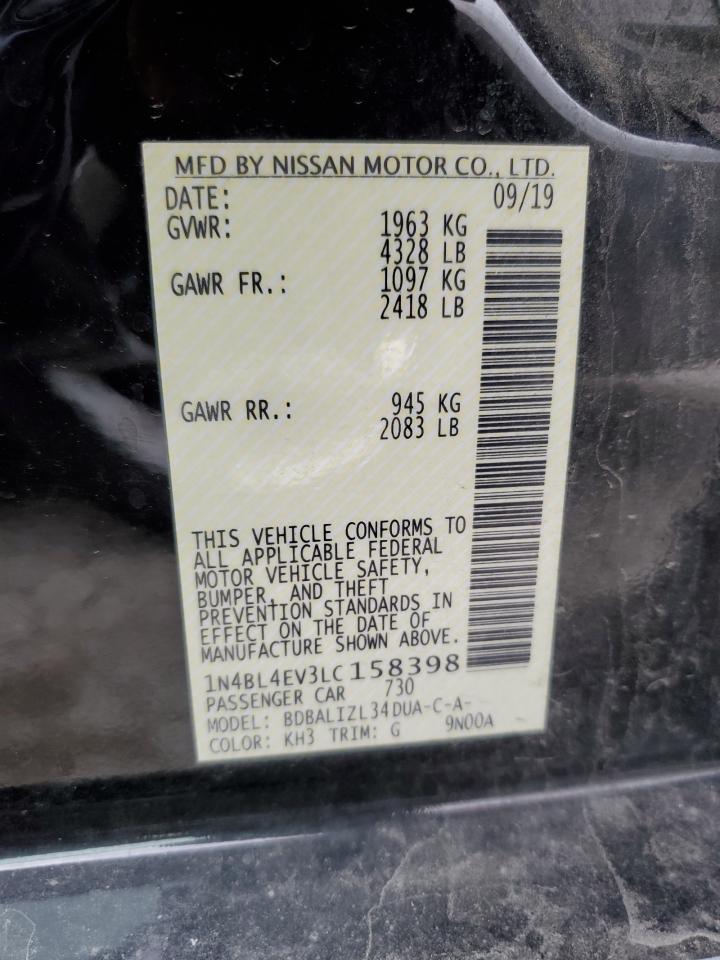 MFD BY NISSAN MOTOR CO., LTD.
DATE: 09/19
GVWR: 1963 KG
4328 LB
GAWR FR.: 1097 KG
2418 LB
GAWR RR.: 945 KG
2083 LB
THIS VEHICLE CONFORMS TO
ALL APPLICABLE FEDERAL
MOTOR VEHICLE SAFETY,
BUMPER, AND THEFT
PREVENTION STANDARDS IN
EFFECT ON THE DATE OF
MANUFACTURE SHOWN ABOVE.
1N4BL4EV3LC158398
PASSENGER CAR 730
MODEL: BDBALIZL34DUA-C-A-
COLOR: KH3 TRIM: G 9N00A